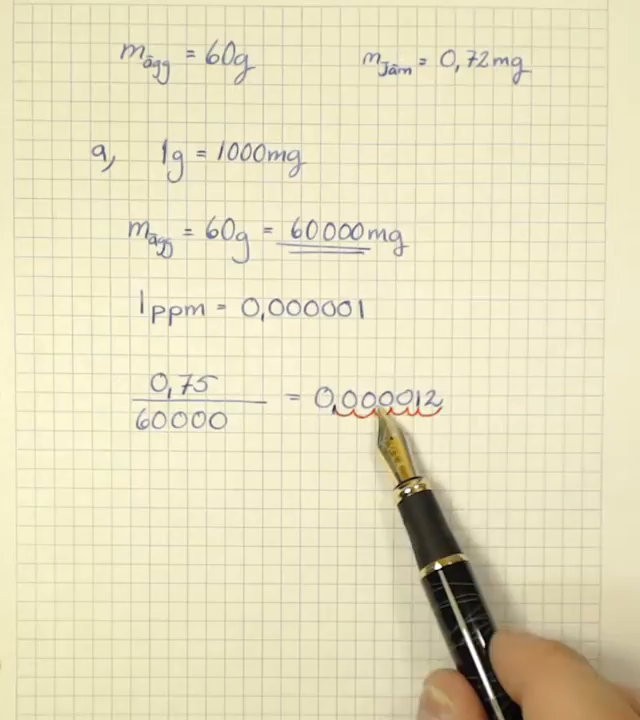 mägg = 60g mJärn = 0,72mg
a, 1g = 1000mg
mägg = 60g = 60000mg
1ppm = 0,000001
0,75
60000 = 0,000012